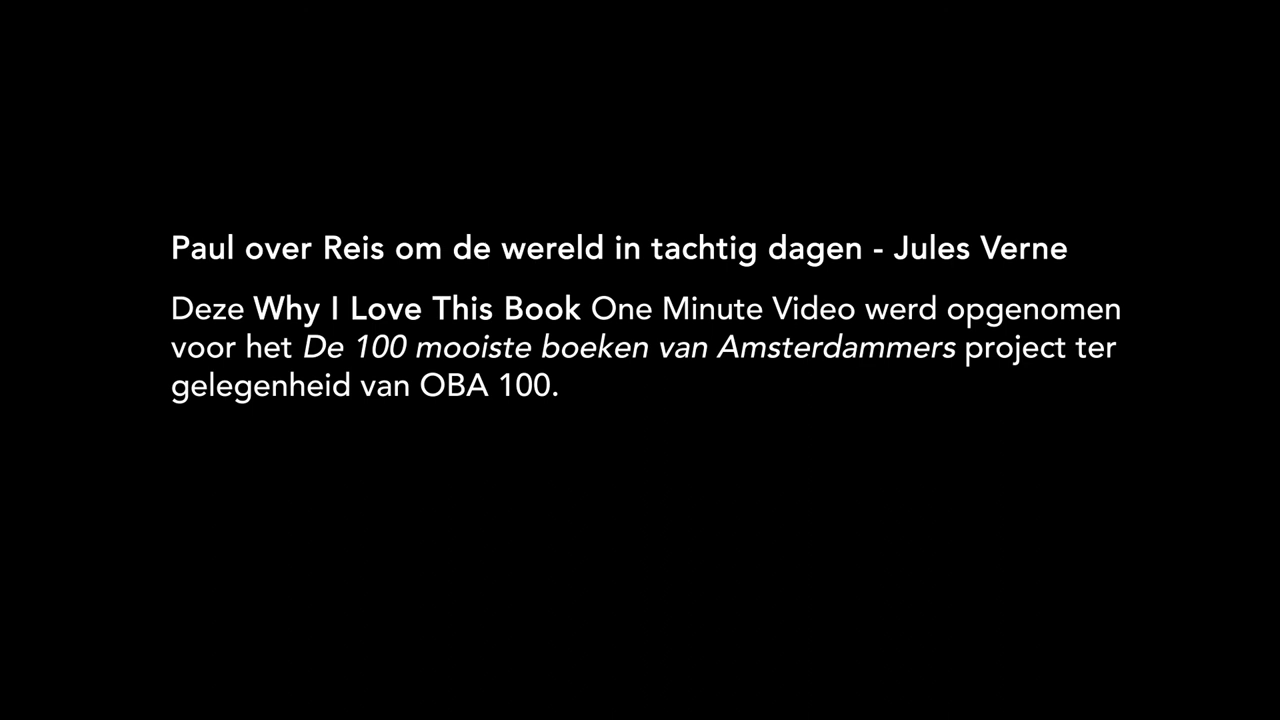 Paul over Reis om de wereld in tachtig dagen - Jules Verne
Deze Why I Love This Book One Minute Video werd opgenomen
voor het De 100 mooiste boeken van Amsterdammers project ter
gelegenheid van OBA 100.